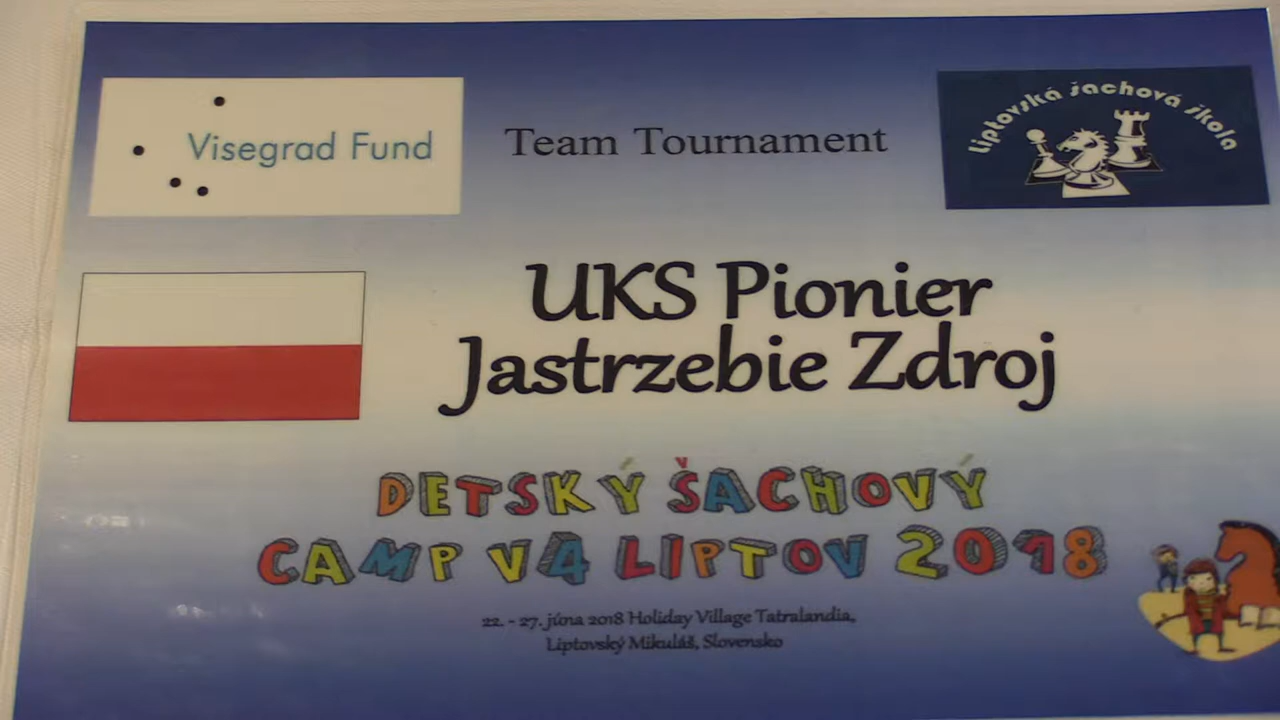 Visegrad Fund
Team Tournament
Liptovská šachová škola
UKS Pionier
Jastrzebie Zdroj
DETSKÝ ŠACHOVÝ
CAMP V4 LIPTOV 2018
22. - 27. júna 2018 Holiday Village Tatralandia,
Liptovský Mikuláš, Slovensko